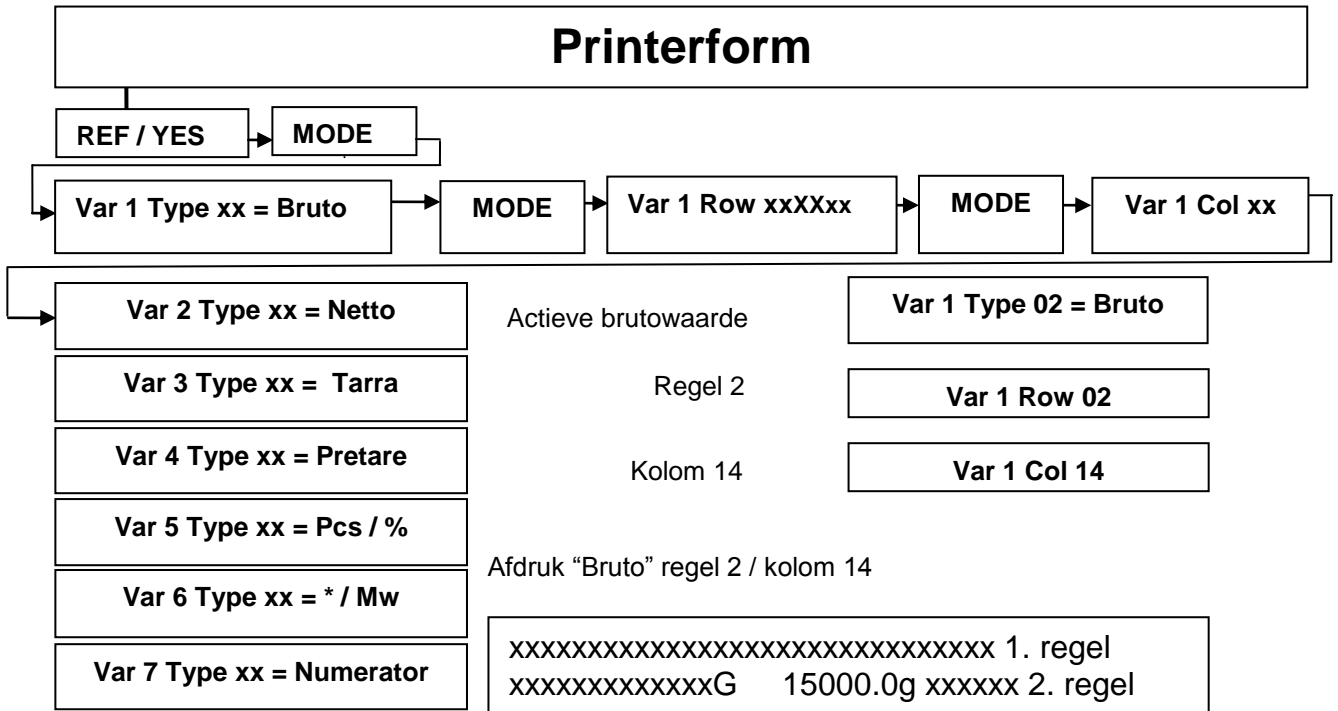 Printerform
REF / YES MODE
Var 1 Type xx = Bruto MODE Var 1 Row xxXXxx MODE Var 1 Col xx
Var 2 Type xx = Netto Actieve brutowaarde Var 1 Type 02 = Bruto
Var 3 Type xx = Tarra Regel 2 Var 1 Row 02
Var 4 Type xx = Pretare Kolom 14 Var 1 Col 14
Var 5 Type xx = Pcs / %
Afdruk “Bruto” regel 2 / kolom 14
Var 6 Type xx = * / Mw
Var 7 Type xx = Numerator
xxxxxxxxxxxxxxxxxxxxxxxxxxxxxxx 1. regel
xxxxxxxxxxxxxG 15000.0g xxxxxx 2. regel